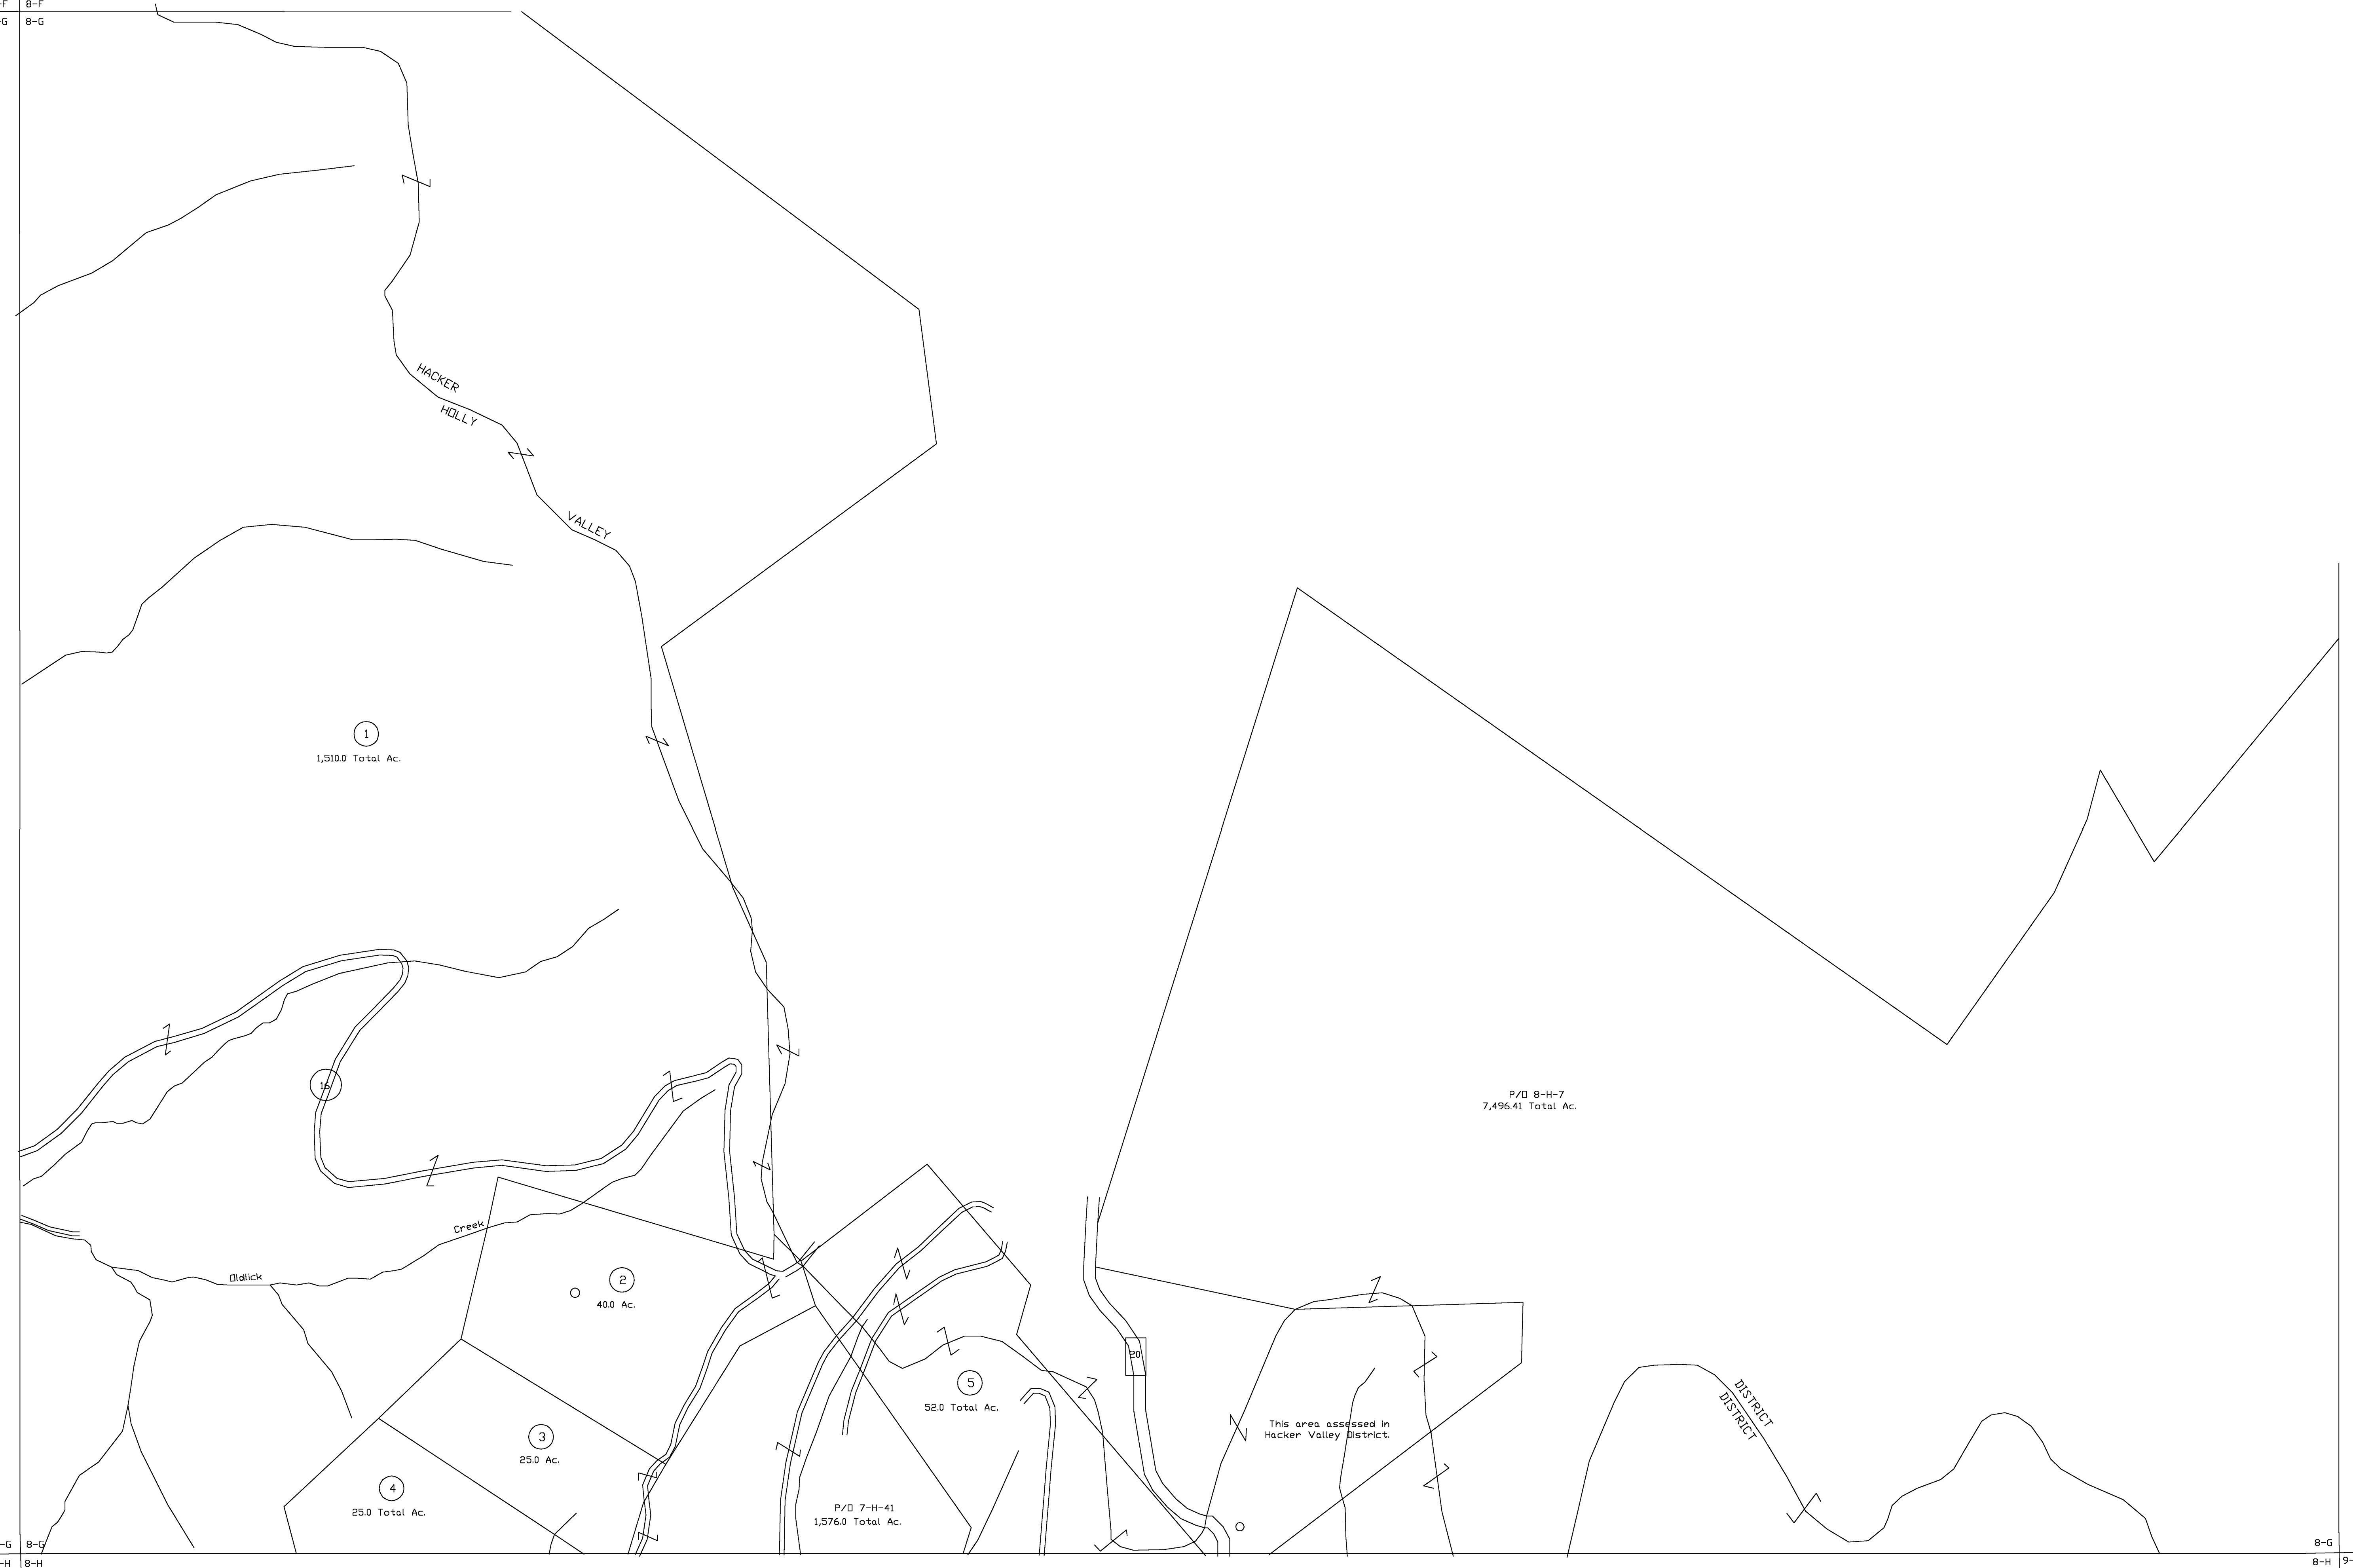 -F 8-F
-G 8-G
HACKER
HOLLY
VALLEY
1
1,510.0 Total Ac.
16
P/O 8-H-7
7,496.41 Total Ac.
Creek
Oldlick
2
40.0 Ac.
20
5
52.0 Total Ac.
DISTRICT
DISTRICT
This area assessed in
Hacker Valley District.
3
25.0 Ac.
4
25.0 Total Ac.
P/O 7-H-41
1,576.0 Total Ac.
-G 8-G
-H 8-H
8-G
8-H 9-